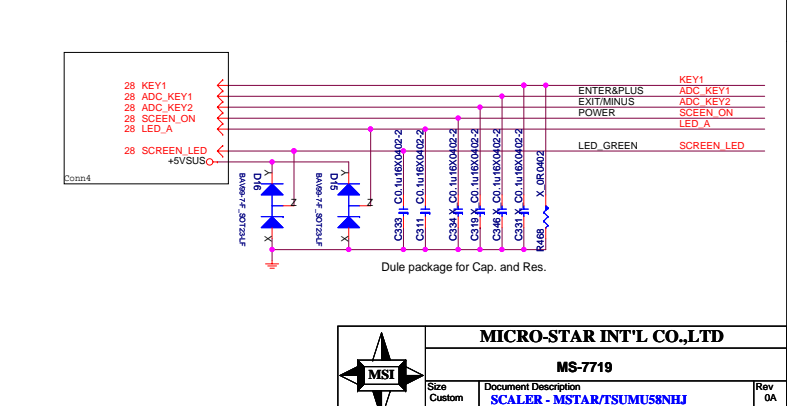 28 KEY1
28 ADC_KEY1
28 ADC_KEY2
28 SCEEN_ON
28 LED_A
28 SCREEN_LED
+5VSUS
Conn4
KEY1
ENTER&PLUS ADC_KEY1
EXIT/MINUS ADC_KEY2
POWER SCEEN_ON
LED_A
LED_GREEN SCREEN_LED
D16
BAV99-7-F_SOT23-LF
Y
Z
X
D15
BAV99-7-F_SOT23-LF
Y
Z
X
C333 C0.1u16X0402-2
C311 C0.1u16X0402-2
C334 X_C0.1u16X0402-2
C319 X_C0.1u16X0402-2
C346 X_C0.1u16X0402-2
C331 X_C0.1u16X0402-2
R468 X_0R0402
Dule package for Cap. and Res.
MSI
MICRO-STAR INT'L CO.,LTD
MS-7719
Size
Custom
Document Description
SCALER - MSTAR/TSUMU58NHJ
Rev
0A